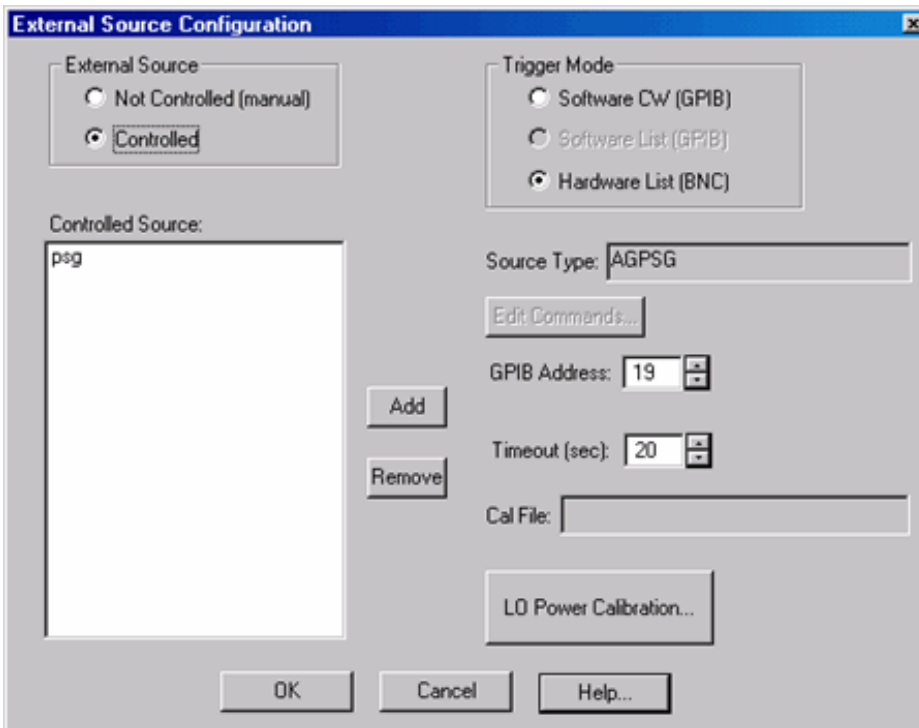 External Source Configuration
External Source
Not Controlled (manual)
Controlled
Trigger Mode
Software CW (GPIB)
Software List (GPIB)
Hardware List (BNC)
Controlled Source:
psg
Add
Remove
Source Type: AGPSG
Edit Commands...
GPIB Address: 19
Timeout (sec): 20
Cal File:
LO Power Calibration...
OK
Cancel
Help...